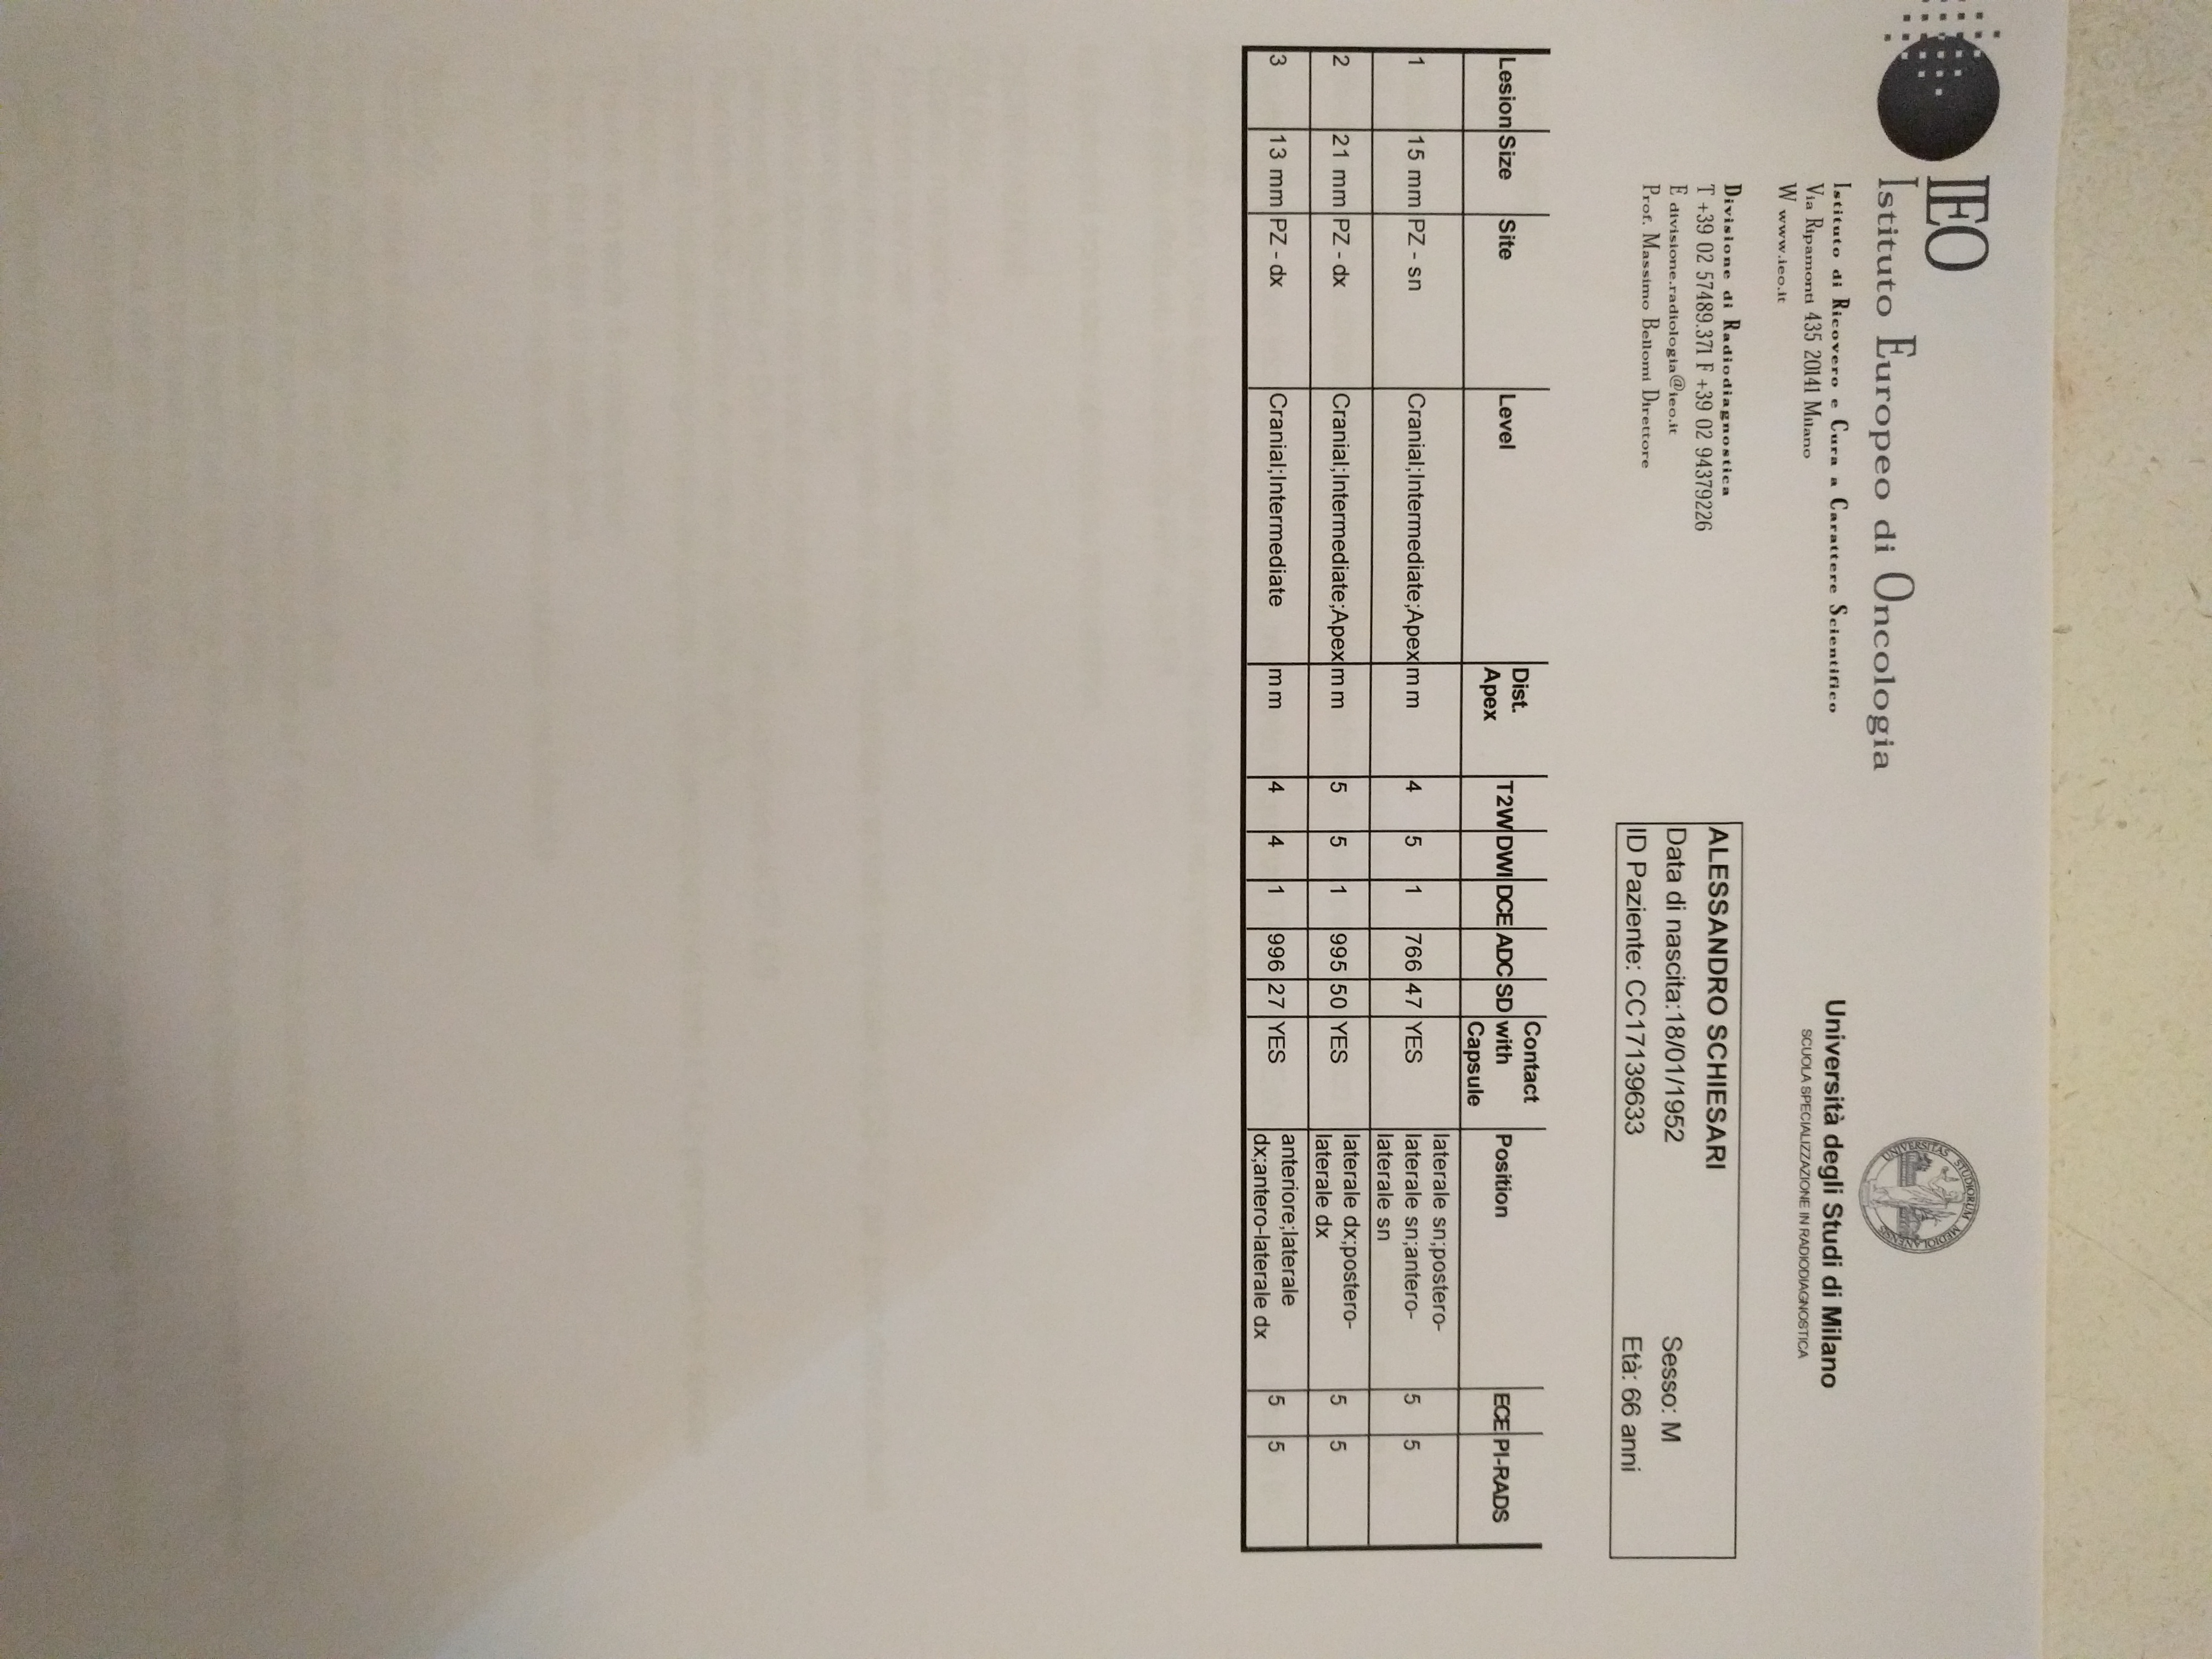 IEO
Istituto Europeo di Oncologia
Istituto di Ricovero e Cura a Carattere Scientifico
Via Ripamonti 435 20141 Milano
W www.ieo.it
Divisione di Radiodiagnostica
T +39 02 57489.371 F +39 02 94379226
E divisione.radiologia@ieo.it
Prof. Massimo Bellomi Direttore
UNIVERSITAS STUDIORUM MEDIOLANENSIS
Università degli Studi di Milano
SCUOLA SPECIALIZZAZIONE IN RADIODIAGNOSTICA
ALESSANDRO SCHIESARI
Data di nascita:18/01/1952 Sesso: M
ID Paziente: CC17139633 Età: 66 anni
Lesion Size Site Level Dist. Apex T2W DWI DCE ADC SD Contact with Capsule Position ECE PI-RADS
1 15 mm PZ - sn Cranial;Intermediate;Apex mm 4 5 1 766 47 YES laterale sn;postero-laterale sn;antero-laterale sn 5 5
2 21 mm PZ - dx Cranial;Intermediate;Apex mm 5 5 1 995 50 YES laterale dx;postero-laterale dx 5 5
3 13 mm PZ - dx Cranial;Intermediate mm 4 4 1 996 27 YES anteriore;laterale dx;antero-laterale dx 5 5